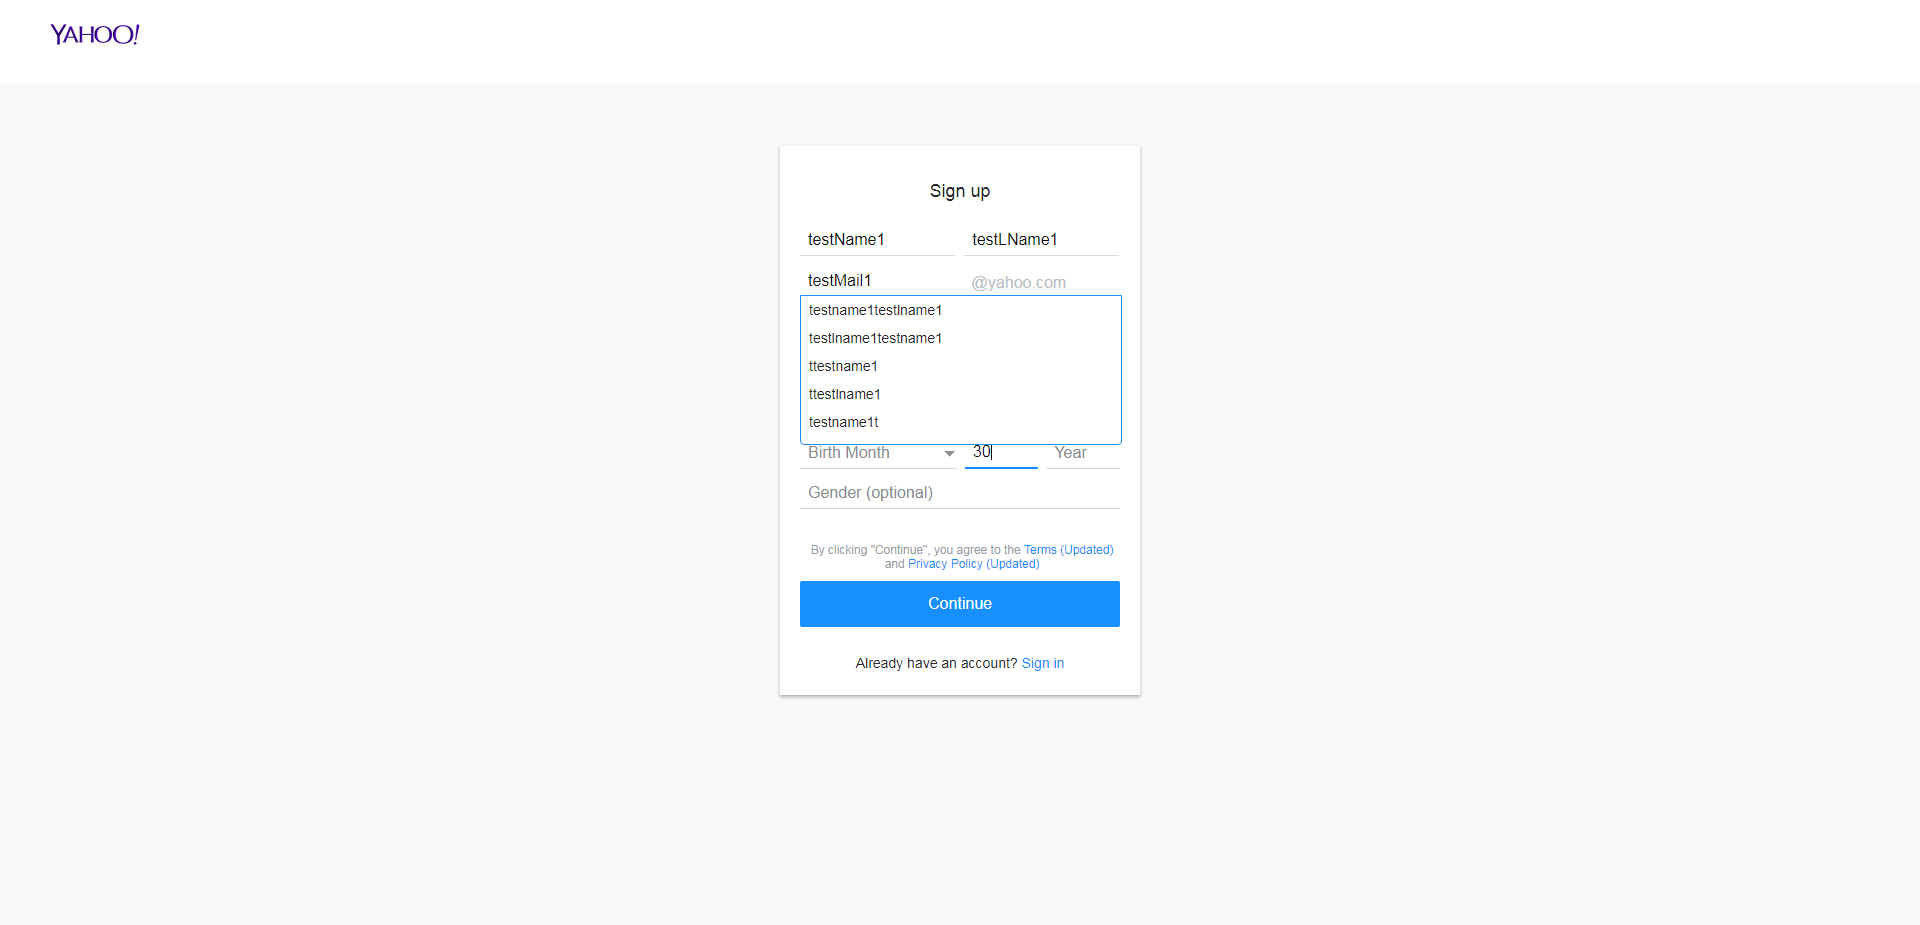 YAHOO!
Sign up
testName1 testLName1
testMail1 @yahoo.com
testname1testlname1
testlname1testname1
ttestname1
ttestlname1
testname1t
Birth Month 30 Year
Gender (optional)
By clicking "Continue", you agree to the Terms (Updated)
and Privacy Policy (Updated)
Continue
Already have an account? Sign in